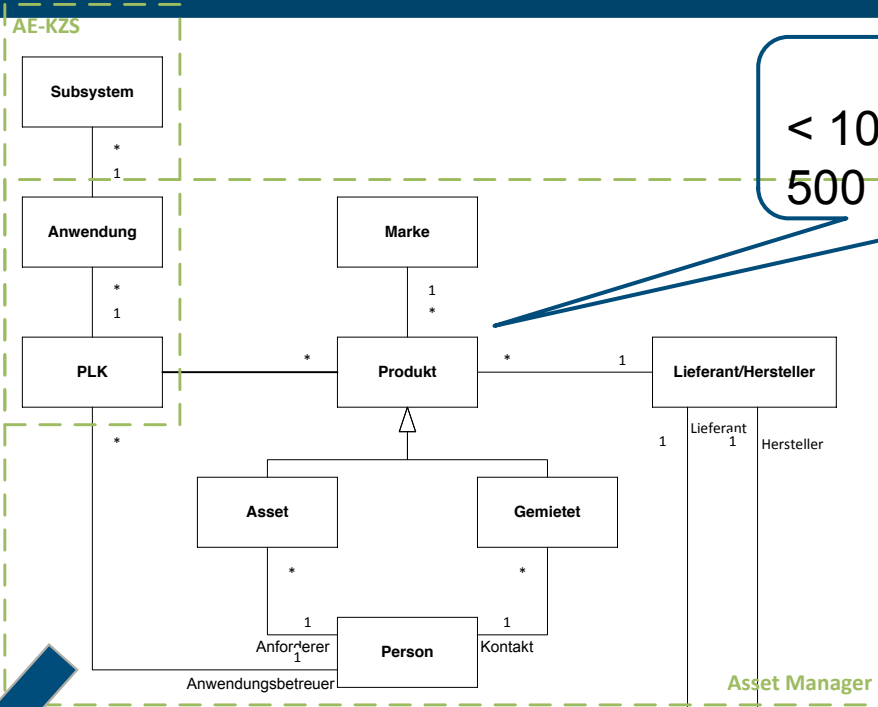 AE-KZS
Subsystem
< 10
500
*
1
Anwendung
Marke
*
1
1
*
PLK
*
Produkt
*
1
Lieferant/Hersteller
*
1
Lieferant
1
Hersteller
Asset
Gemietet
*
*
1
1
Anforderer
1
Person
Kontakt
Anwendungsbetreuer
Asset Manager